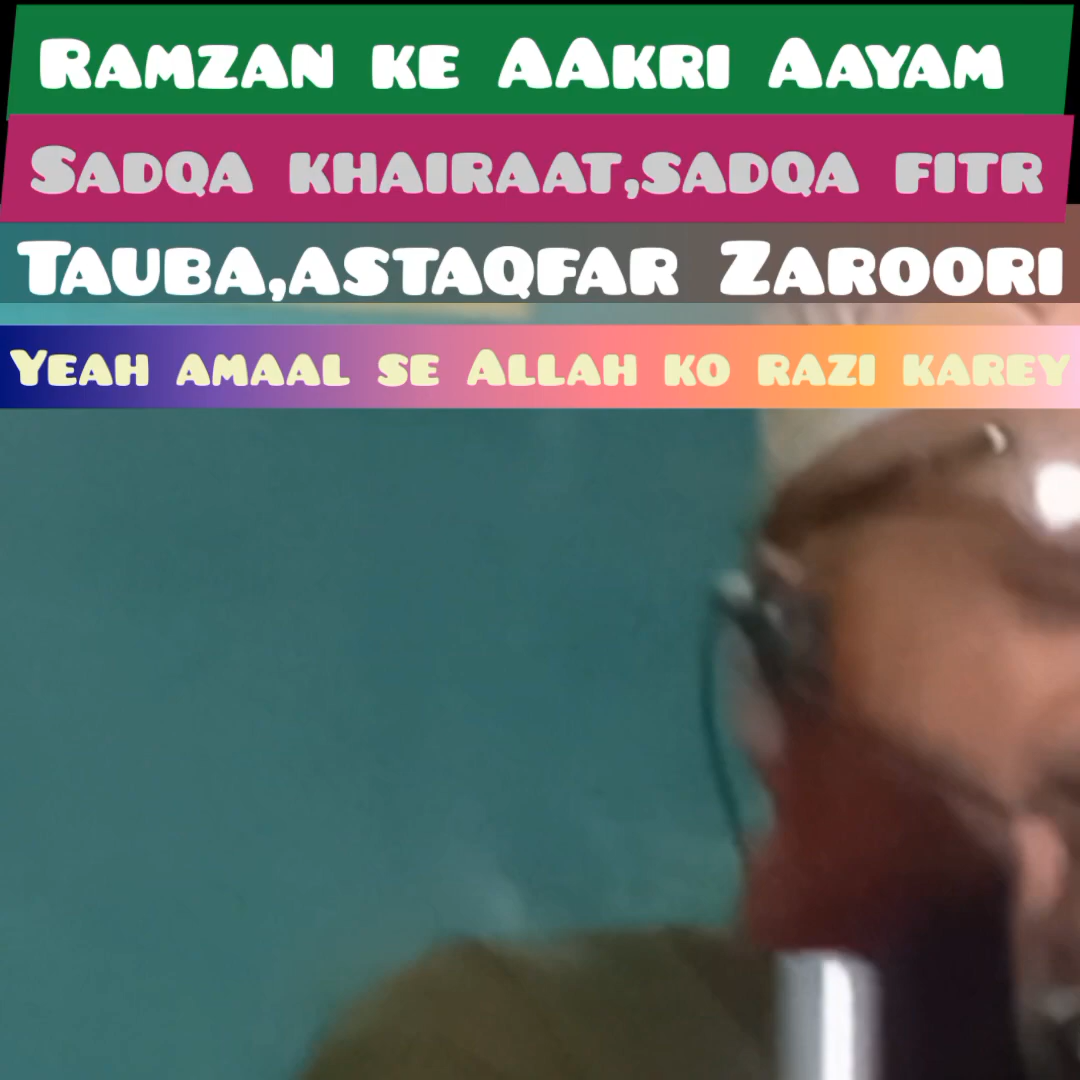 Ramzan ke AAkri Aayam
Sadqa khairaat,sadqa fitr
Tauba,astaqfar Zaroori
Yeah amaal se Allah ko razi karey